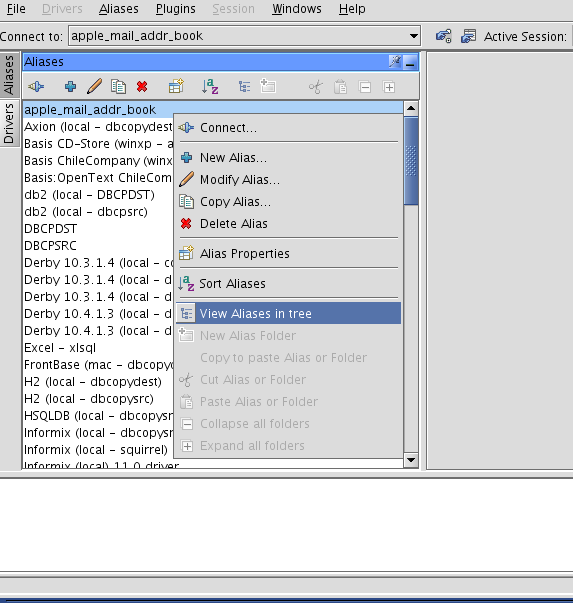 File Drivers Aliases Plugins Session Windows Help
Connect to: apple_mail_addr_book Active Session:
Aliases
Aliases
Drivers
apple_mail_addr_book
Axion (local - dbcopydest
Basis CD-Store (winxp - a
Basis ChileCompany (winx
Basis:OpenText ChileCom
db2 (local - DBCPDST)
db2 (local - dbcpsrc)
DBCPDST
DBCPSRC
Derby 10.3.1.4 (local - co
Derby 10.3.1.4 (local - d
Derby 10.3.1.4 (local - d
Derby 10.4.1.3 (local - d
Derby 10.4.1.3 (local - d
Excel - xlsql
FrontBase (mac - dbcopyc
H2 (local - dbcopydest)
H2 (local - dbcopysrc)
HSQLDB (local - dbcopysr
Informix (local - dbcopysr
Informix (local - squirrel)
Informix (local) 11.0 driver
Connect...
New Alias...
Modify Alias...
Copy Alias...
Delete Alias
Alias Properties
Sort Aliases
View Aliases in tree
New Alias Folder
Copy to paste Alias or Folder
Cut Alias or Folder
Paste Alias or Folder
Collapse all folders
Expand all folders